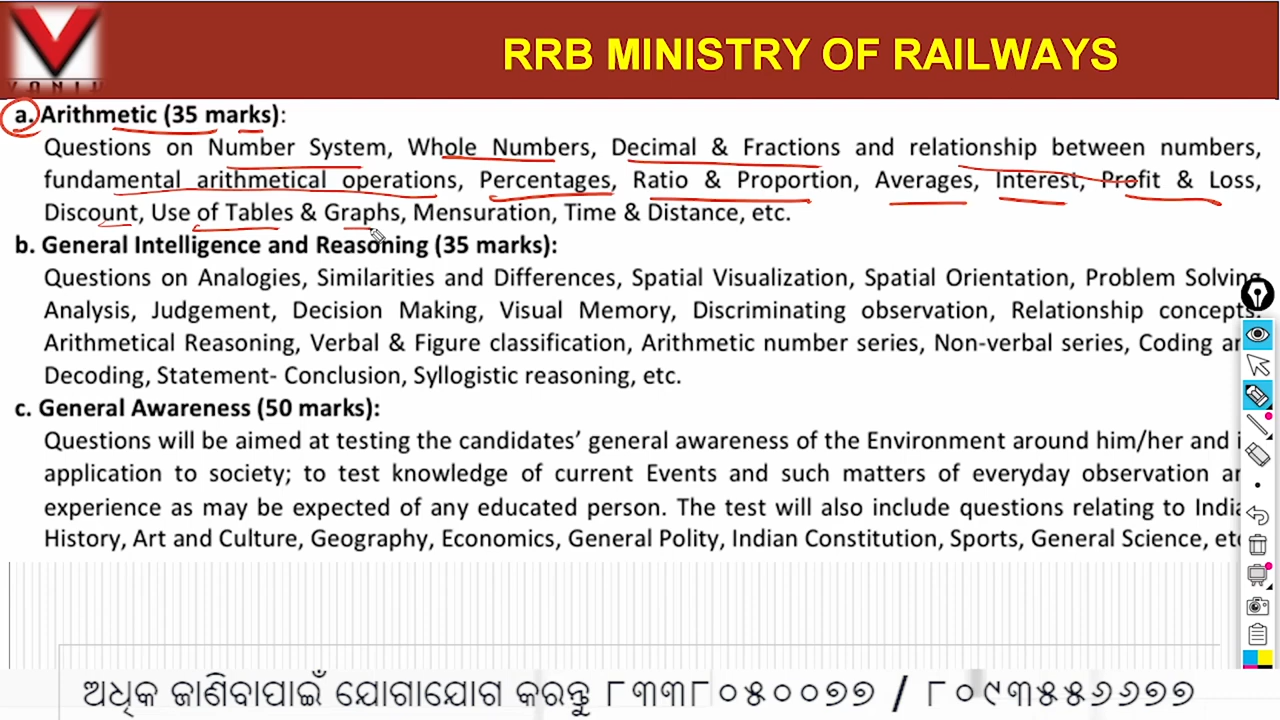 RRB MINISTRY OF RAILWAYS
VANIJ
a. Arithmetic (35 marks):
Questions on Number System, Whole Numbers, Decimal & Fractions and relationship between numbers,
fundamental arithmetical operations, Percentages, Ratio & Proportion, Averages, Interest, Profit & Loss,
Discount, Use of Tables & Graphs, Mensuration, Time & Distance, etc.
b. General Intelligence and Reasoning (35 marks):
Questions on Analogies, Similarities and Differences, Spatial Visualization, Spatial Orientation, Problem Solving
Analysis, Judgement, Decision Making, Visual Memory, Discriminating observation, Relationship concepts,
Arithmetical Reasoning, Verbal & Figure classification, Arithmetic number series, Non-verbal series, Coding an
Decoding, Statement- Conclusion, Syllogistic reasoning, etc.
c. General Awareness (50 marks):
Questions will be aimed at testing the candidates’ general awareness of the Environment around him/her and i
application to society; to test knowledge of current Events and such matters of everyday observation an
experience as may be expected of any educated person. The test will also include questions relating to India
History, Art and Culture, Geography, Economics, General Polity, Indian Constitution, Sports, General Science, etc
ଅଧିକ ଜାଣିବାପାଇଁ ଯୋଗାଯୋଗ କରନ୍ତୁ ୮୩୩୮୦୫୦୦୭୭ / ୮୦୯୩୫୫୬୬୭୭